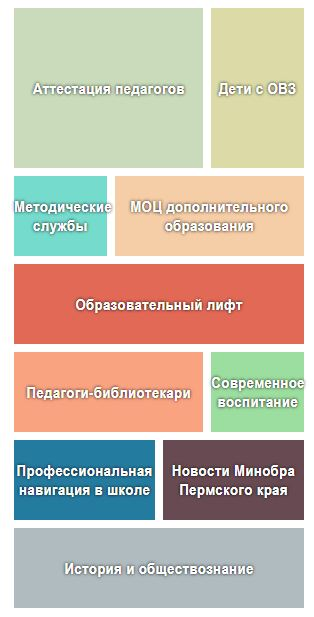 Аттестация педагогов
Дети с ОВЗ
Методические
службы
МОЦ дополнительного
образования
Образовательный лифт
Педагоги-библиотекари
Современное
воспитание
Профессиональная
навигация в школе
Новости Минобра
Пермского края
История и обществознание